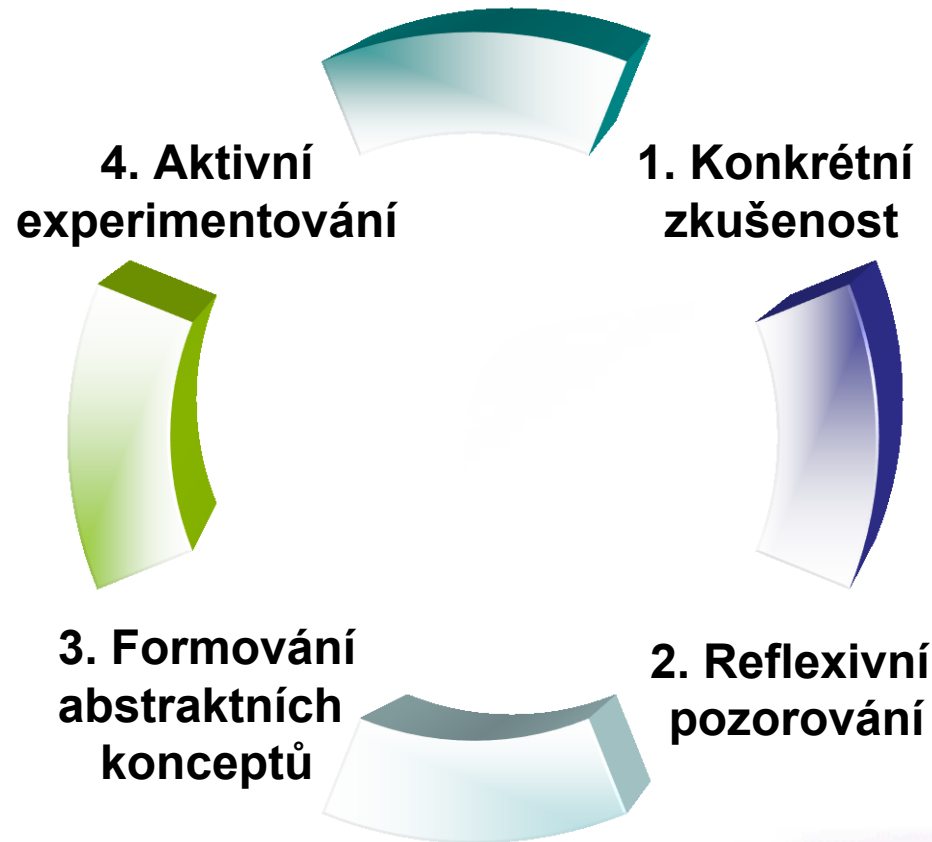 4. Aktivní
experimentování
1. Konkrétní
zkušenost
3. Formování
abstraktních
konceptů
2. Reflexivní
pozorování